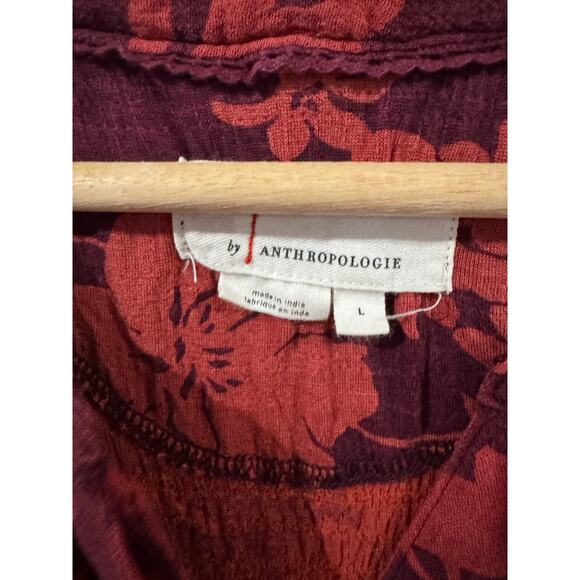 by ANTHROPOLOGIE
made in india
fabriqué en inde
L